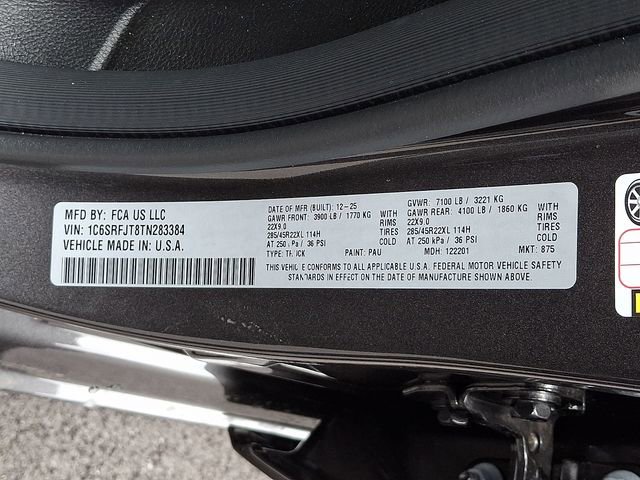 MFD BY: FCA US LLC
VIN: 1C6SRFJT8TN283384
VEHICLE MADE IN U.S.A.
DATE OF MFR (BUILT): 12-25
GAWR FRONT: 3900 LB / 1770 KG WITH
22X9.0 RIMS
285/45R22XL 114H TIRES
AT 250 kPa / 36 PSI COLD
TYPE: TRUCK PAINT: PAU
GVWR: 7100 LB / 3221 KG
GAWR REAR: 4100 LB / 1860 KG WITH
22X9.0 RIMS
285/45R22XL 114H TIRES
AT 250 kPa / 36 PSI COLD
MDH: 122201 MKT: 875
THIS VEHICLE CONFORMS TO ALL APPLICABLE U.S.A. FEDERAL MOTOR VEHICLE SAFETY
STANDARDS IN EFFECT ON THE DATE OF MANUFACTURE SHOWN ABOVE.